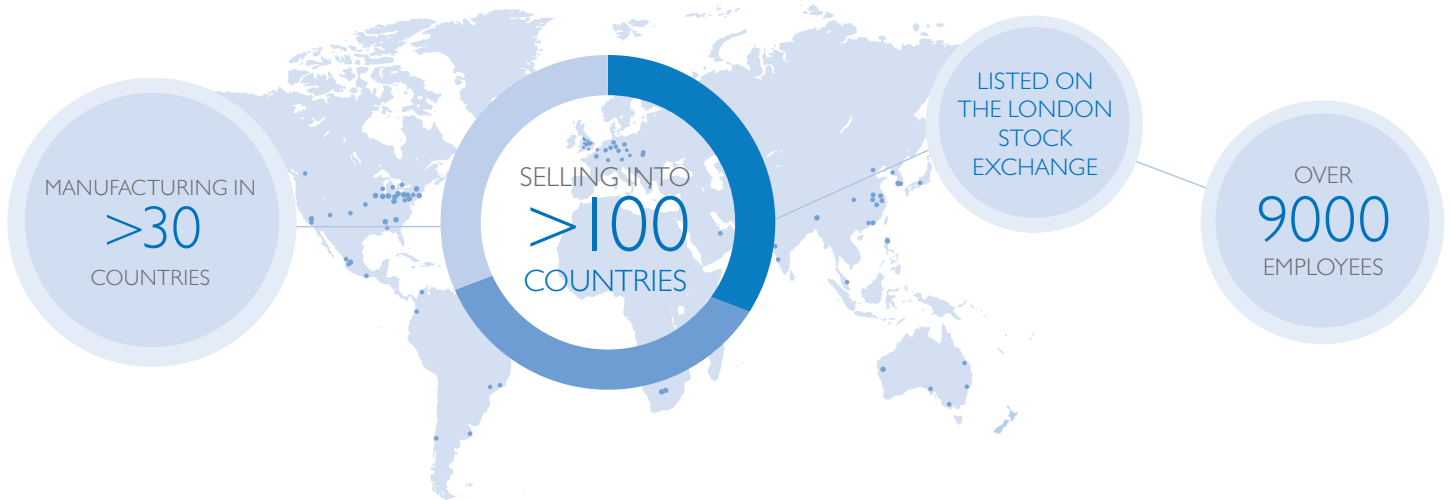 MANUFACTURING IN
>30
COUNTRIES
SELLING INTO
>100
COUNTRIES
LISTED ON
THE LONDON
STOCK
EXCHANGE
OVER
9000
EMPLOYEES